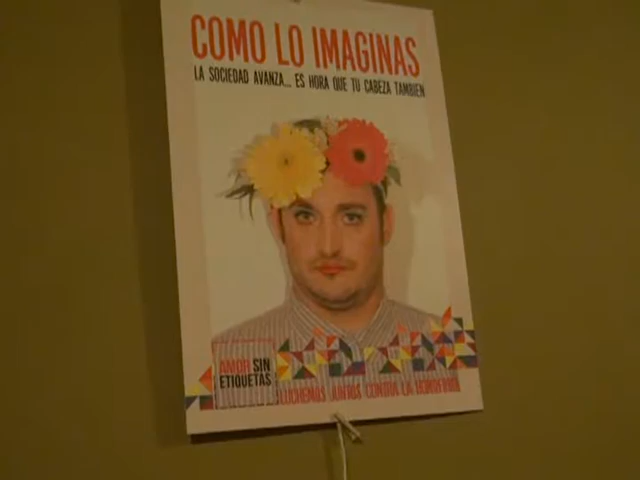 COMO LO IMAGINAS
LA SOCIEDAD AVANZA... ES HORA QUE TU CABEZA TAMBIEN
AMOR SIN
ETIQUETAS
LUCHEMOS JUNTOS CONTRA LA HOMOFOBIA